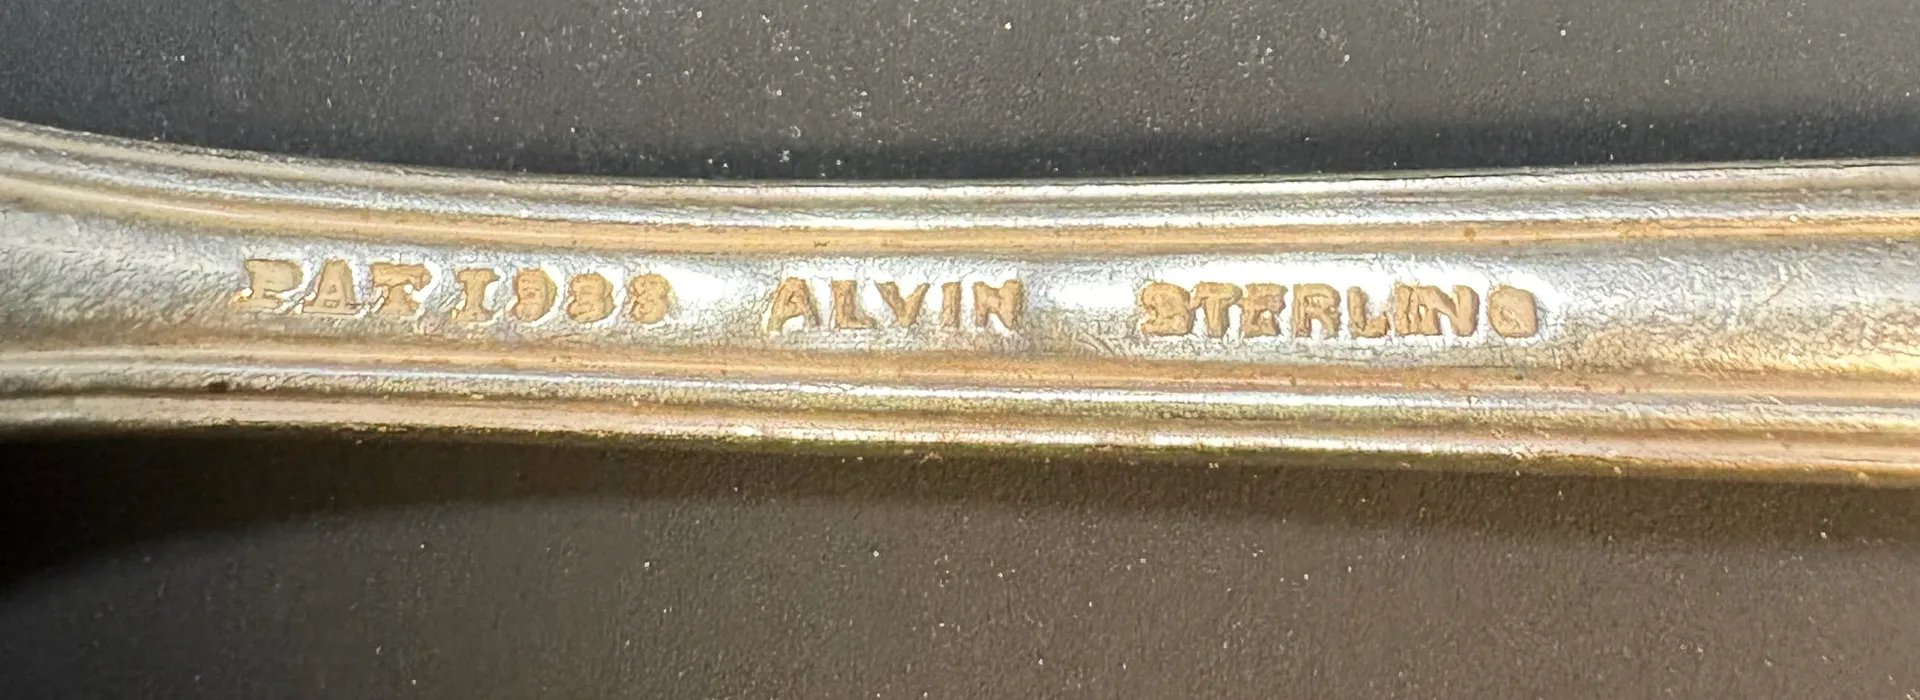 PAT 1933 ALVIN STERLING